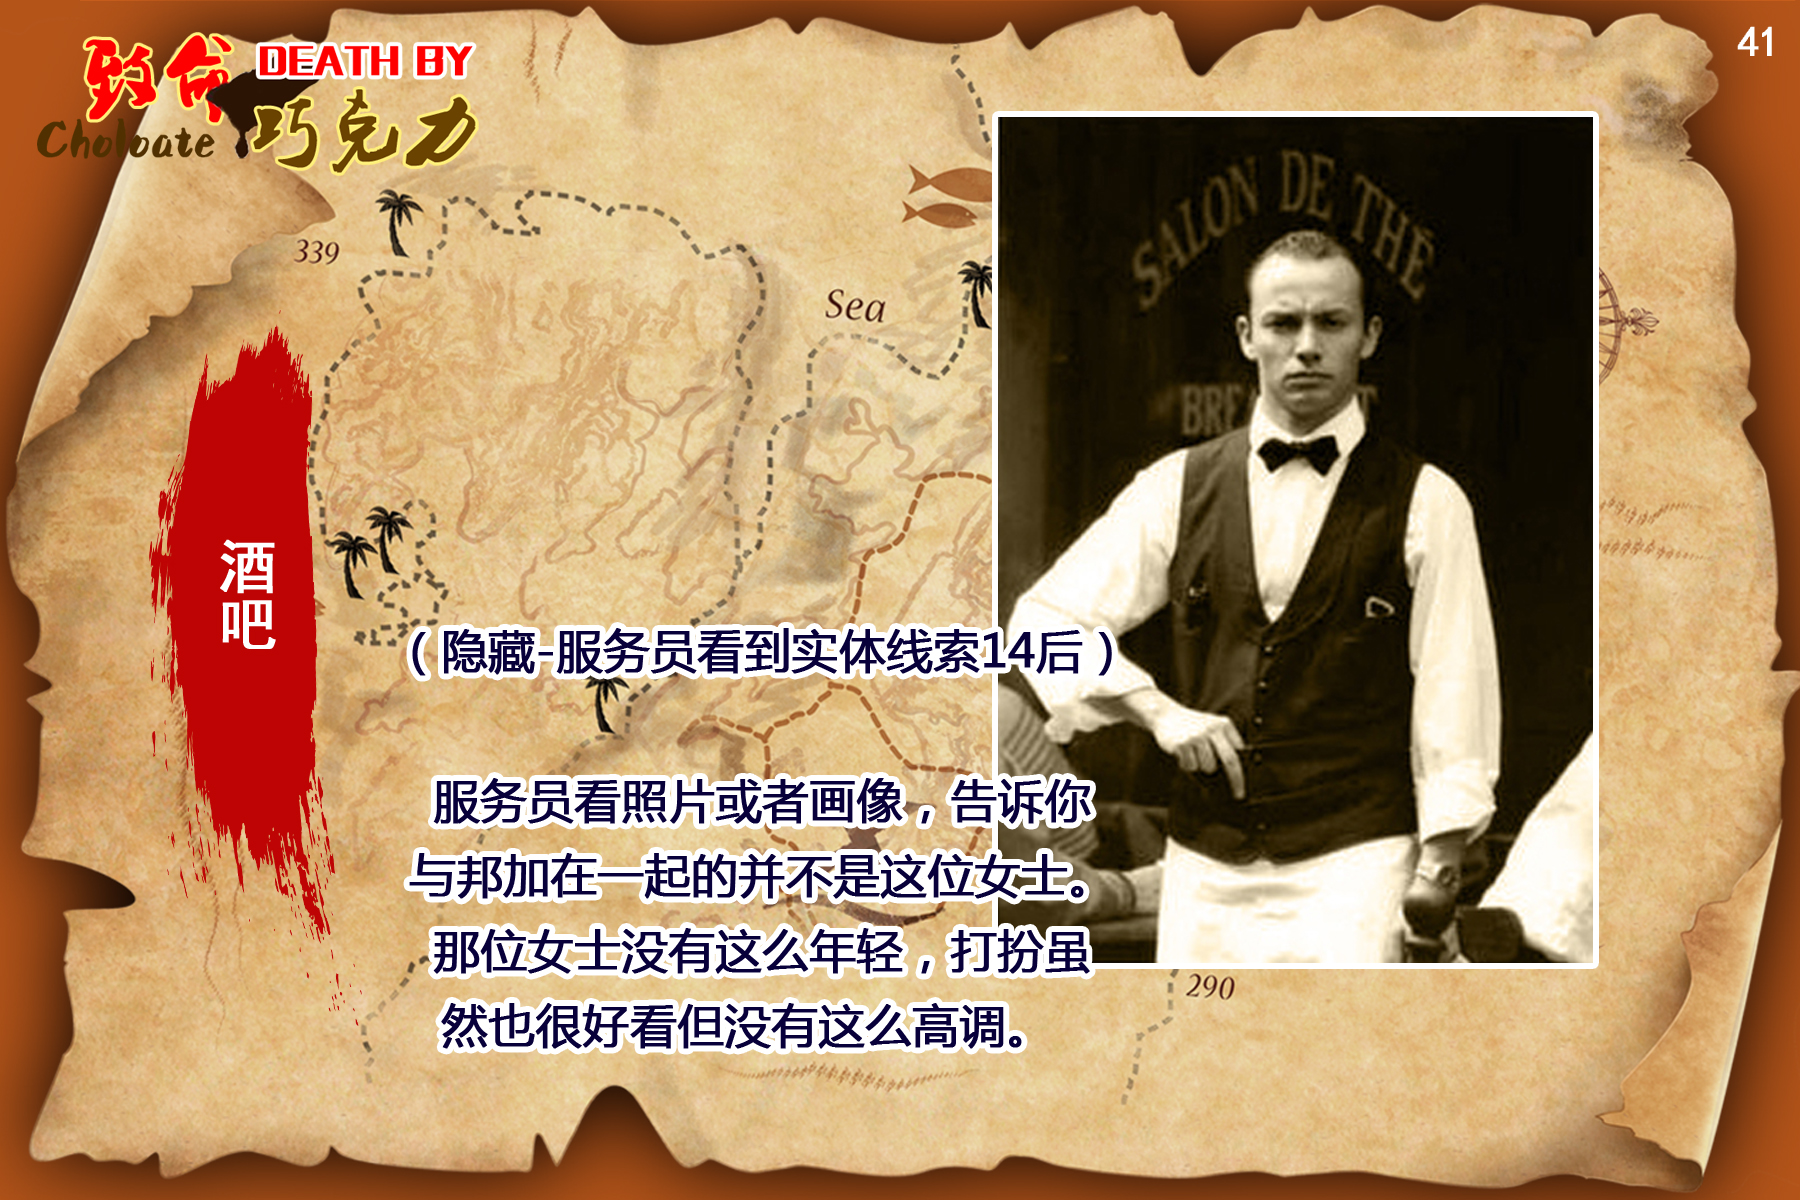 41
致命 DEATH BY
Choloate 巧克力
339
Sea
SALON DE THÉ
BRE T
酒吧
（隐藏-服务员看到实体线索14后）
服务员看照片或者画像，告诉你
与邦加在一起的并不是这位女士。
那位女士没有这么年轻，打扮虽
然也很好看但没有这么高调。
290